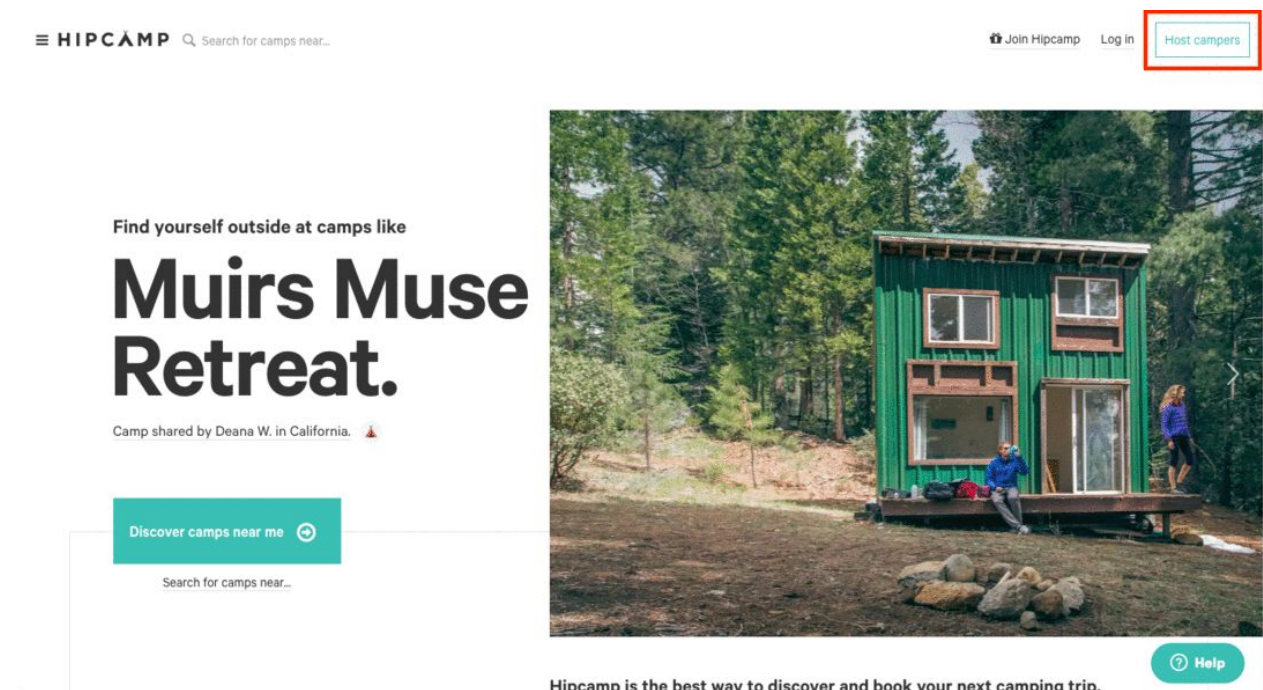 HIPCAMP Search for camps near... Join Hipcamp Log in Host campers
Find yourself outside at camps like
Muirs Muse
Retreat.
Camp shared by Deana W. in California.
Discover camps near me
Search for camps near...
Help
Hipcamp is the best way to discover and book your next camping trip.